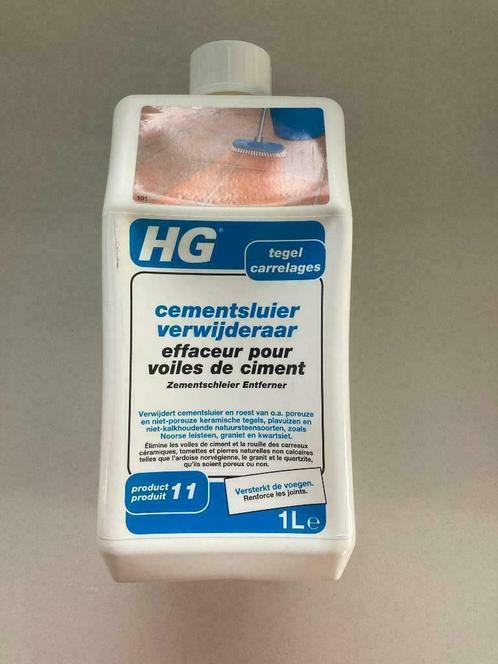 101
HG®
tegel
carrelages
cementsluier
verwijderaar
effaceur pour
voiles de ciment
Zementschleier Entferner
Verwijdert cementsluier en roest van o.a. poreuze
en niet-poreuze keramische tegels, plavuizen en
niet-kalkhoudende natuursteensoorten, zoals
Noorse leisteen, graniet en kwartsiet.
Élimine les voiles de ciment et la rouille des carreaux
céramiques, tomettes et pierres naturelles non calcaires
telles que l'ardoise norvégienne, le granit et le quartzite,
qu'ils soient poreux ou non.
product
produit 11
Versterkt de voegen.
Renforce les joints.
1L e